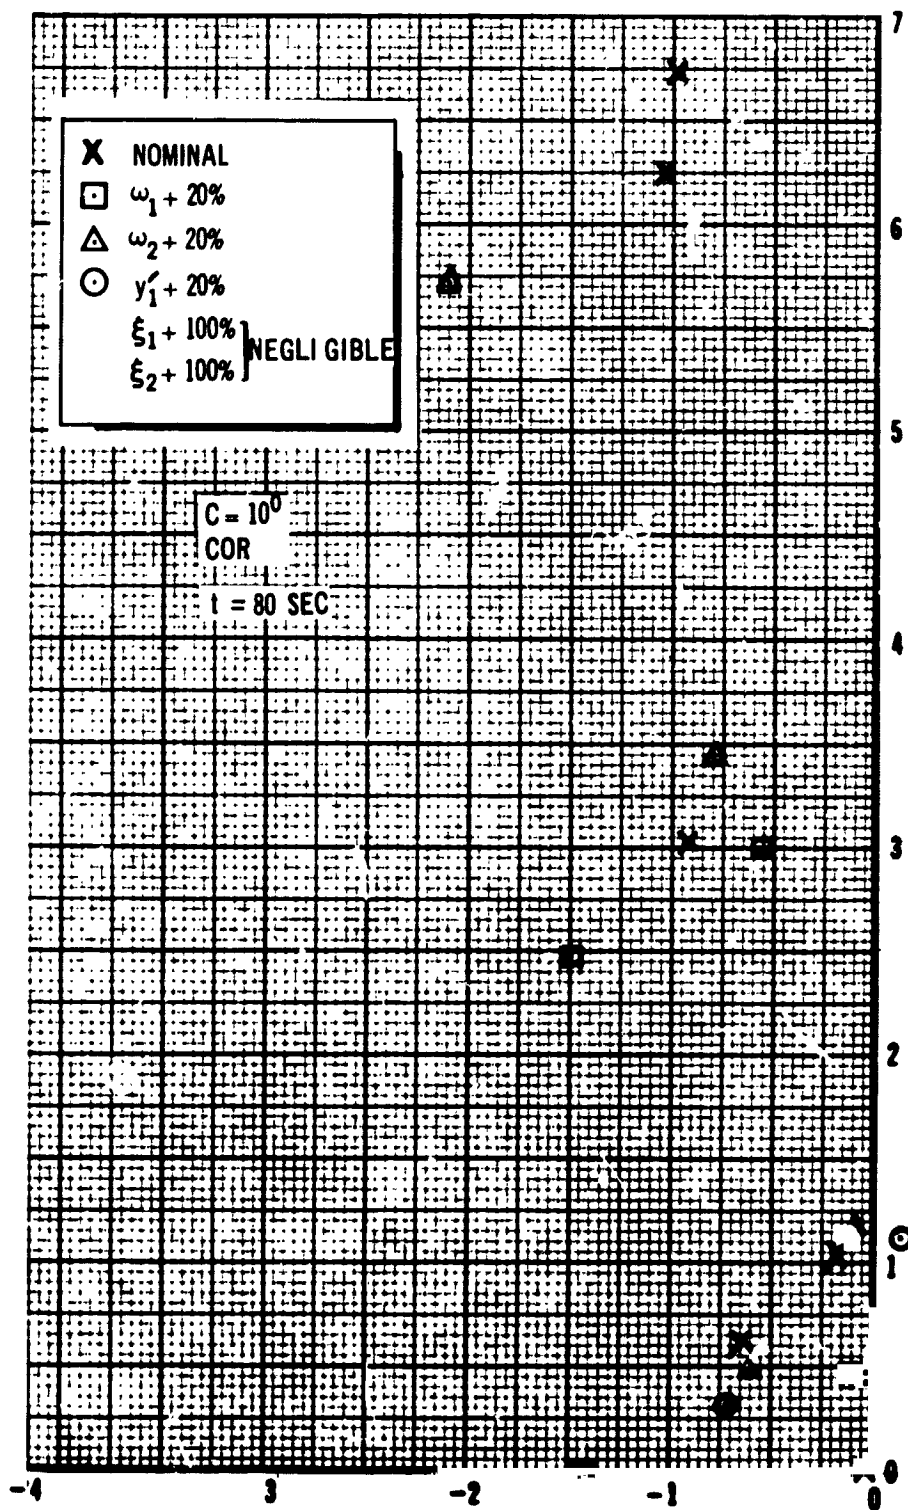 7
X NOMINAL
ω1 + 20%
6
ω2 + 20%
y′1 + 20%
ξ1 + 100%
NEGLI GIBLE
ξ2 + 100%
5
C = 10⁰
COR
t = 80 SEC
4
3
2
1
0
-4 3 -2 -1 0